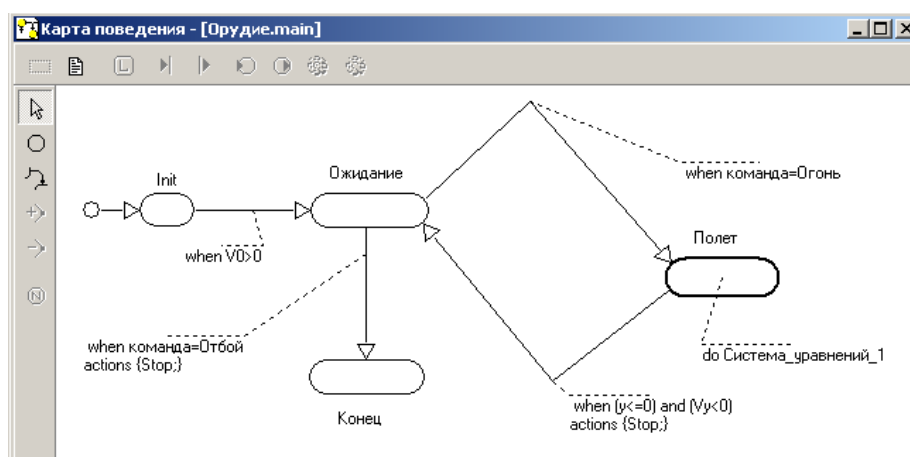 Карта поведения - [Орудие.main]
L
when команда=Огонь
Init
Ожидание
when V0>0
Полет
when команда=Отбой
actions {Stop;}
do Система_уравнений_1
Конец
when (y<=0) and (Vy<0)
actions {Stop;}
N